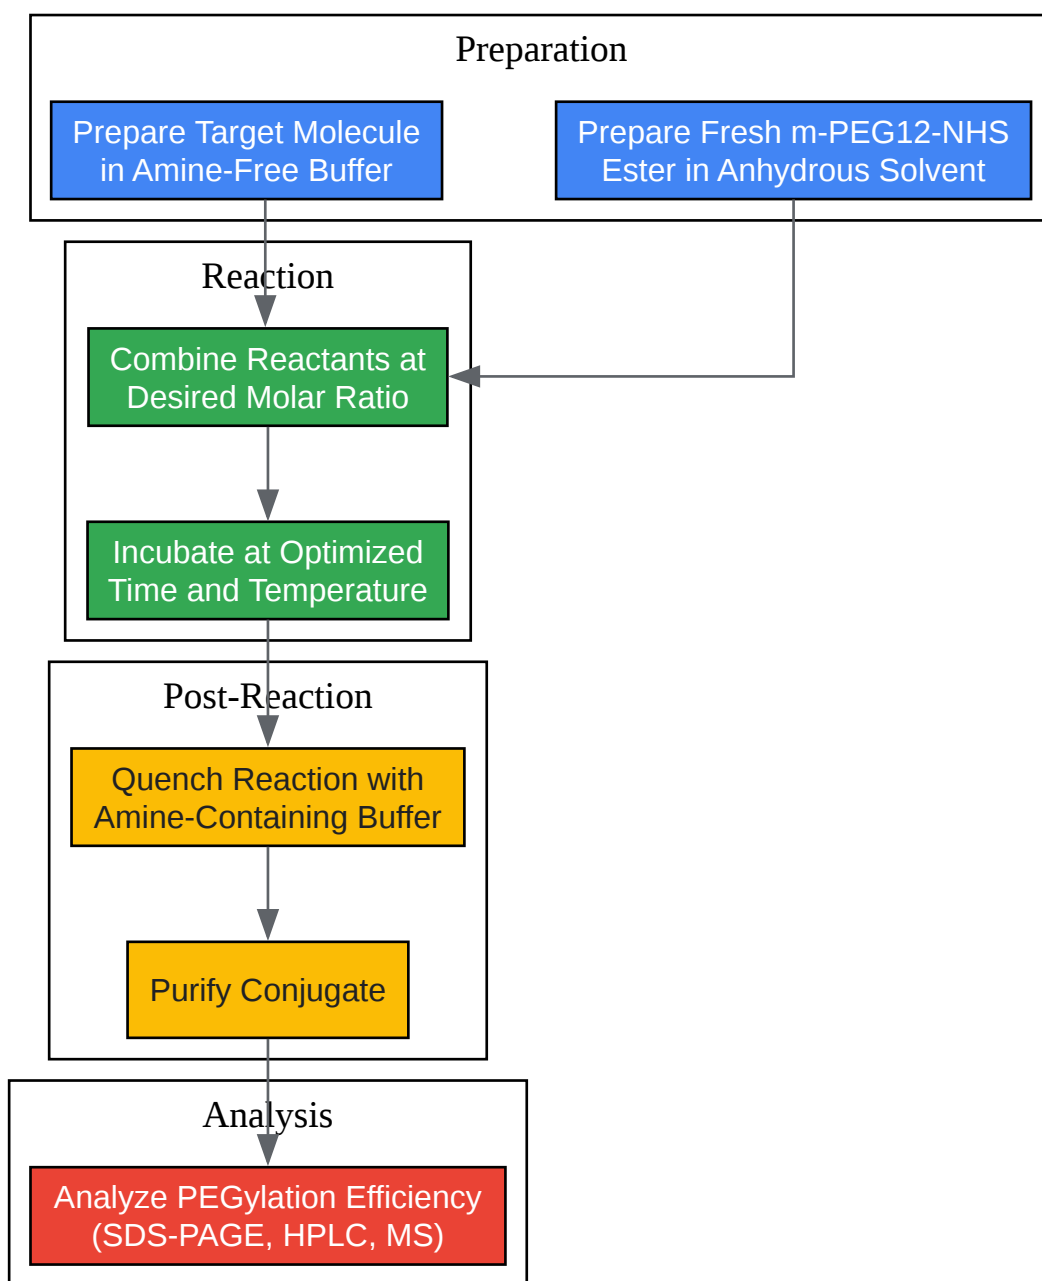 Preparation
Prepare Target Molecule
in Amine-Free Buffer
Prepare Fresh m-PEG12-NHS
Ester in Anhydrous Solvent
Reaction
Combine Reactants at
Desired Molar Ratio
Incubate at Optimized
Time and Temperature
Post-Reaction
Quench Reaction with
Amine-Containing Buffer
Purify Conjugate
Analysis
Analyze PEGylation Efficiency
(SDS-PAGE, HPLC, MS)